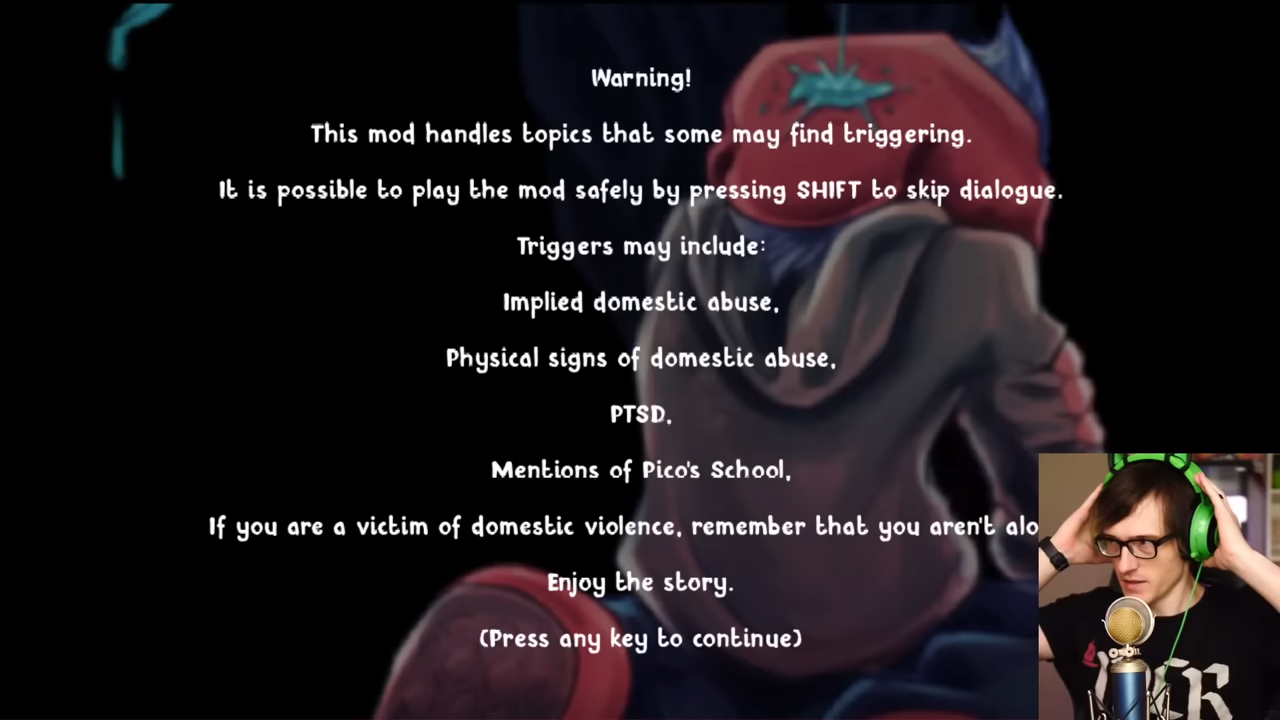 Warning!
This mod handles topics that some may find triggering.
It is possible to play the mod safely by pressing SHIFT to skip dialogue.
Triggers may include:
Implied domestic abuse,
Physical signs of domestic abuse,
PTSD,
Mentions of Pico's School,
If you are a victim of domestic violence, remember that you aren't alo
Enjoy the story.
(Press any key to continue)